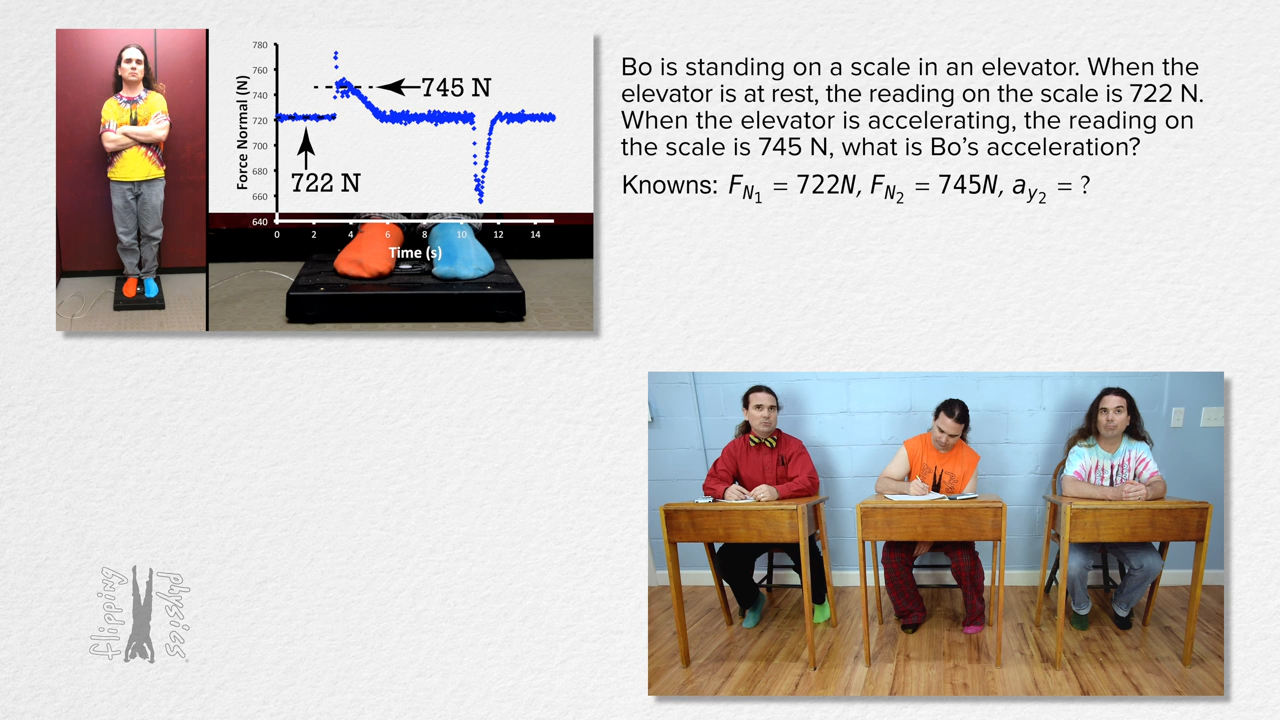 780
760
740
720
700
680
660
640
Force Normal (N)
745 N
722 N
0 2 4 6 8 10 12 14
Time (s)
Bo is standing on a scale in an elevator. When the
elevator is at rest, the reading on the scale is 722 N.
When the elevator is accelerating, the reading on
the scale is 745 N, what is Bo's acceleration?
Knowns: F_{N_1} = 722N, F_{N_2} = 745N, a_{y_2} = ?
flipping
physics